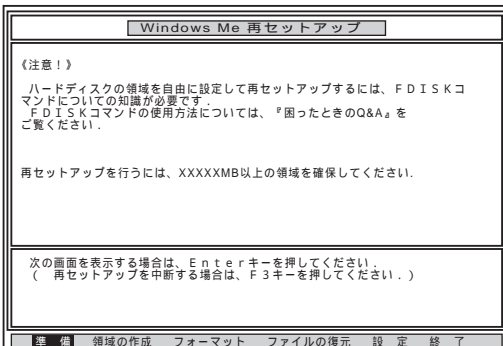 Windows Me 再セットアップ
《注意！》
ハードディスクの領域を自由に設定して再セットアップするには、ＦＤＩＳＫコ
マンドについての知識が必要です．
ＦＤＩＳＫコマンドの使用方法については、『困ったときのQ&A』を
ご覧ください．
再セットアップを行うには、XXXXXMB以上の領域を確保してください.
次の画面を表示する場合は、Ｅｎｔｅｒキーを押してください．
(　再セットアップを中断する場合は、Ｆ３キーを押してください．)
準　備　領域の作成　フォーマット　ファイルの復元　設　定　終　了